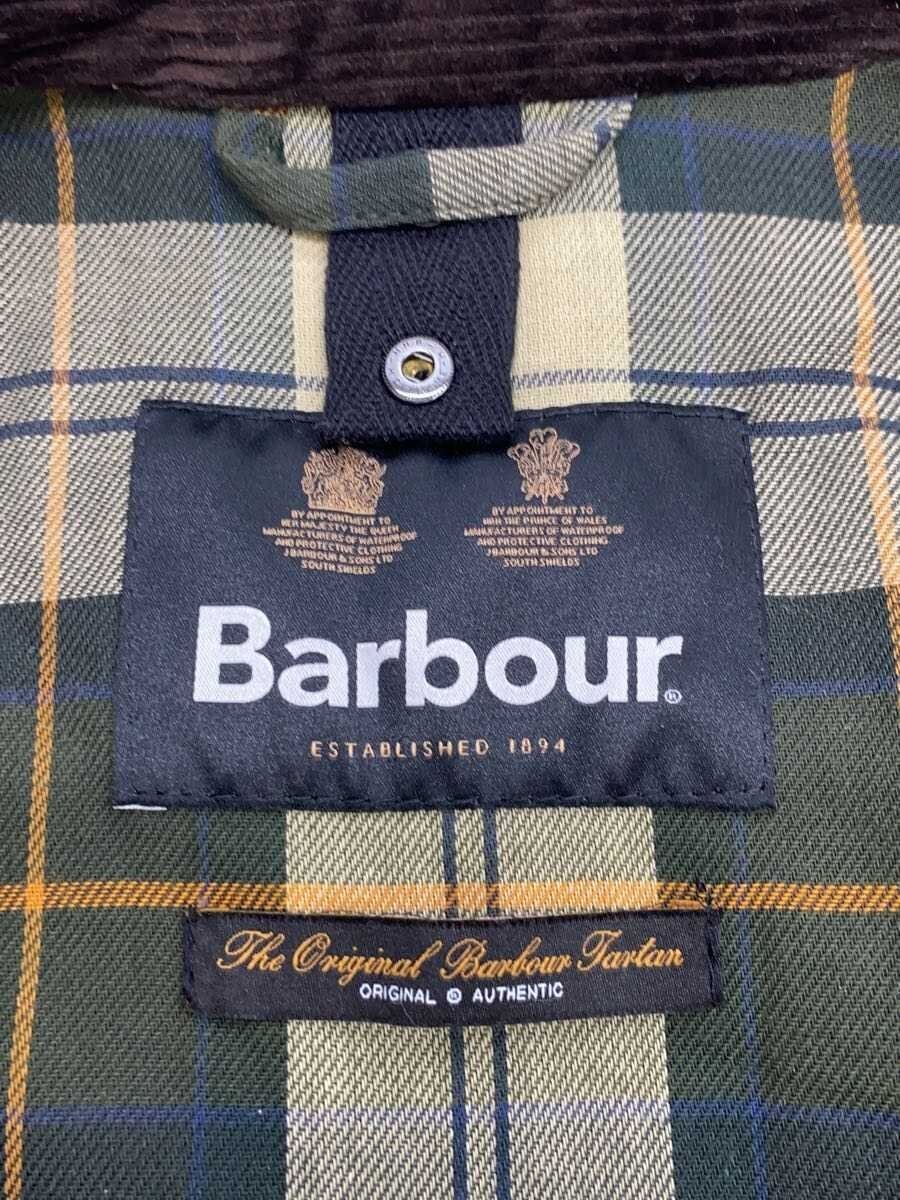 BY APPOINTMENT TO
HER MAJESTY THE QUEEN
MANUFACTURERS OF WATERPROOF
AND PROTECTIVE CLOTHING
J.BARBOUR & SONS LTD
SOUTH SHIELDS
BY APPOINTMENT TO
HRH THE PRINCE OF WALES
MANUFACTURERS OF WATERPROOF
AND PROTECTIVE CLOTHING
J.BARBOUR & SONS LTD
SOUTH SHIELDS
Barbour®
ESTABLISHED 1894
The Original Barbour Tartan
ORIGINAL ® AUTHENTIC